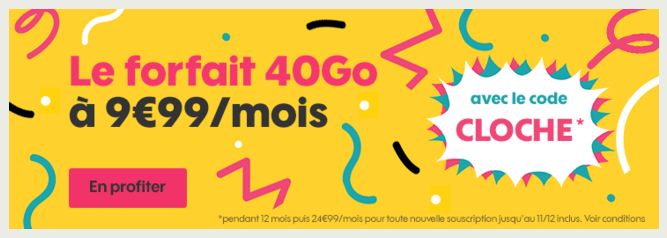 Le forfait 40Go
à 9€99/mois
avec le code
CLOCHE*
En profiter
*pendant 12 mois puis 24€99/mois pour toute nouvelle souscription jusqu'au 11/12 inclus. Voir conditions